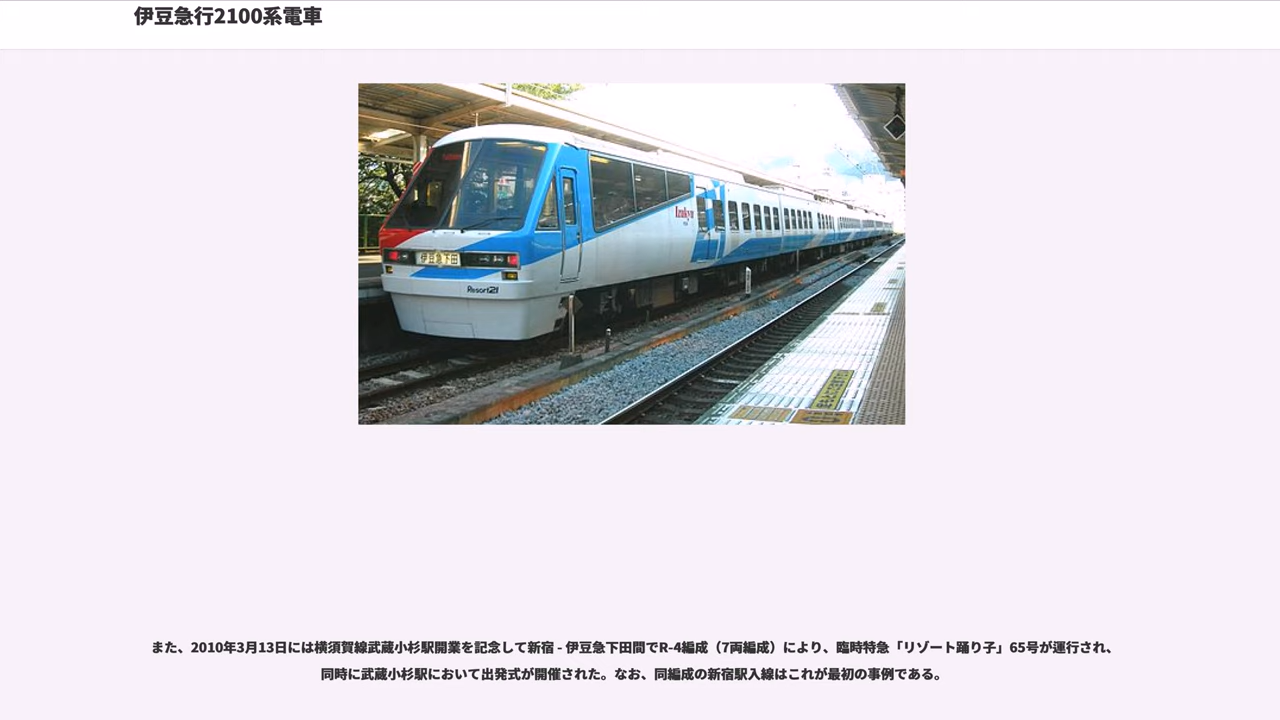 伊豆急行2100系電車
Izukyu
伊豆急下田
Resort21
また、2010年3月13日には横須賀線武蔵小杉駅開業を記念して新宿 - 伊豆急下田間でR-4編成（7両編成）により、臨時特急「リゾート踊り子」65号が運行され、
同時に武蔵小杉駅において出発式が開催された。なお、同編成の新宿駅入線はこれが最初の事例である。